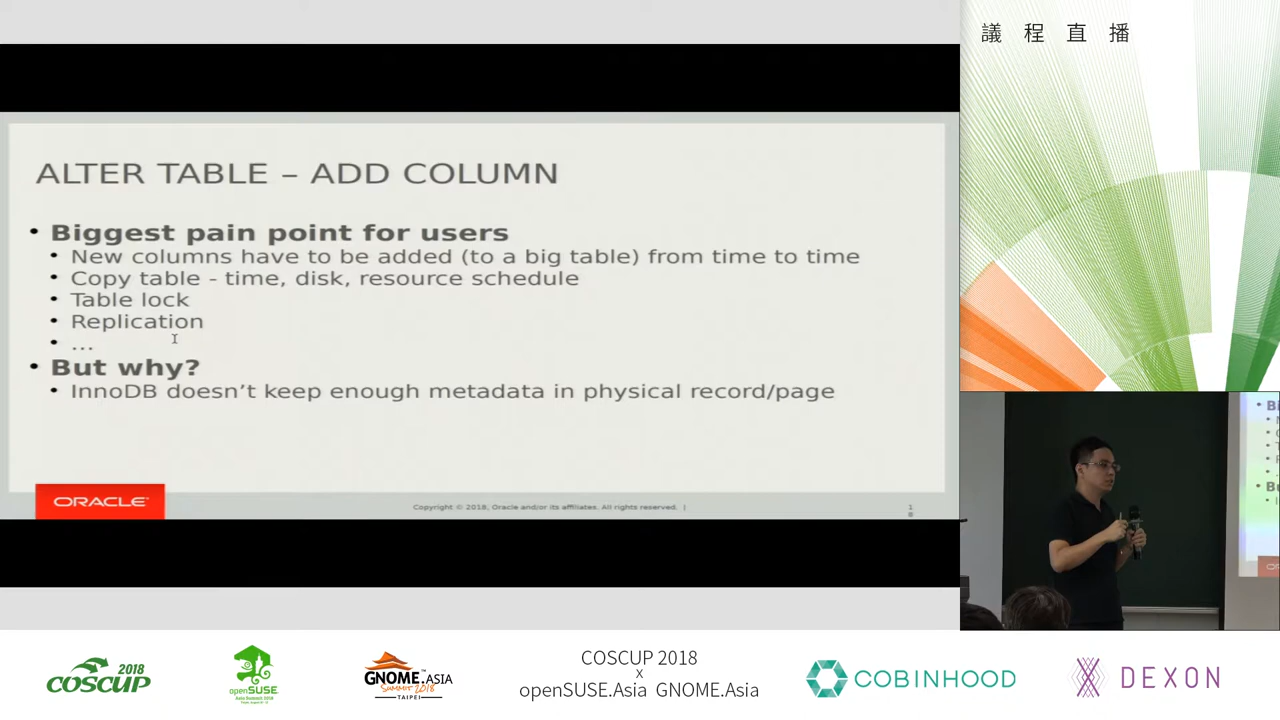 議程直播
ALTER TABLE – ADD COLUMN
• Biggest pain point for users
• New columns have to be added (to a big table) from time to time
• Copy table - time, disk, resource schedule
• Table lock
• Replication
• ...
• But why?
• InnoDB doesn’t keep enough metadata in physical record/page
ORACLE
Copyright © 2018, Oracle and/or its affiliates. All rights reserved. |
1
8
2018
COSCUP
openSUSE
GNOME.ASIA
Summit 2018
TAIPEI
COSCUP 2018
x
openSUSE.Asia GNOME.Asia
COBINHOOD
DEXON